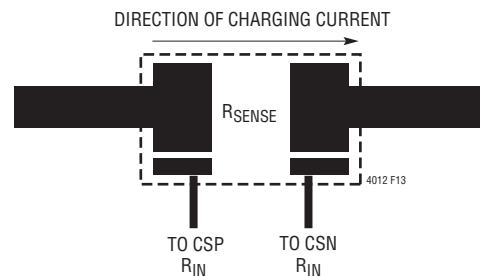 DIRECTION OF CHARGING CURRENT
RSENSE
4012 F13
TO CSP
RIN
TO CSN
RIN